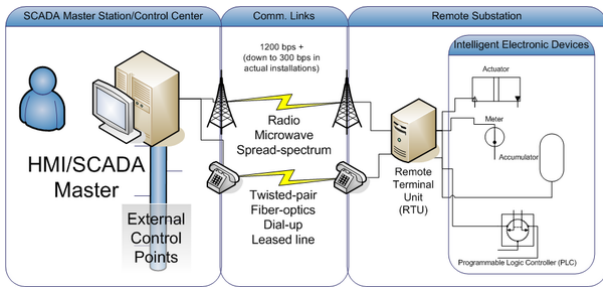 SCADA Master Station/Control Center
Comm. Links
Remote Substation
1200 bps +
(down to 300 bps in
actual installations)
Radio
Microwave
Spread-spectrum
Twisted-pair
Fiber-optics
Dial-up
Leased line
HMI/SCADA
Master
External
Control
Points
Remote
Terminal
Unit
(RTU)
Intelligent Electronic Devices
Actuator
Meter
Accumulator
Programmable Logic Controller (PLC)